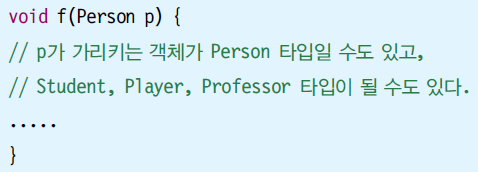 void f(Person p) {
// p가 가리키는 객체가 Person 타입일 수도 있고,
// Student, Player, Professor 타입이 될 수도 있다.
.....
}